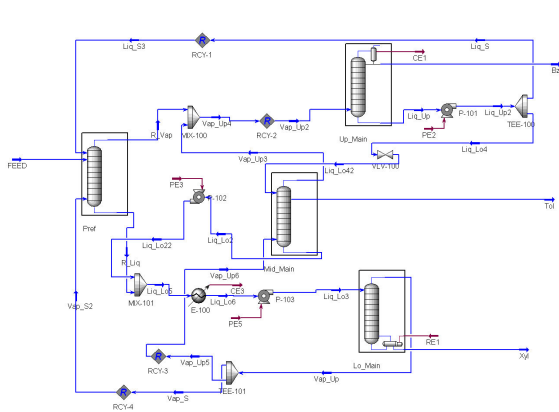 Liq_S3
R
RCY-1
Liq_S
CE1
Bz
Liq_Up
P-101
Liq_Up2
PE2
TEE-100
Up_Main
R_Vap
MIX-100
Vap_Up4
R
RCY-2
Vap_Up2
Liq_Lo4
VLV-100
Vap_Up3
Liq_Lo42
FEED
Pref
PE3
P-102
Liq_Lo2
Tol
Liq_Lo22
R_Liq
Mid_Main
Vap_Up6
MIX-101
Liq_Lo5
CE3
E-100
Liq_Lo6
P-103
Liq_Lo3
PE5
Vap_S2
RE1
Xyl
R
RCY-3
Vap_Up5
Lo_Main
Vap_Up
TEE-101
R
RCY-4
Vap_S